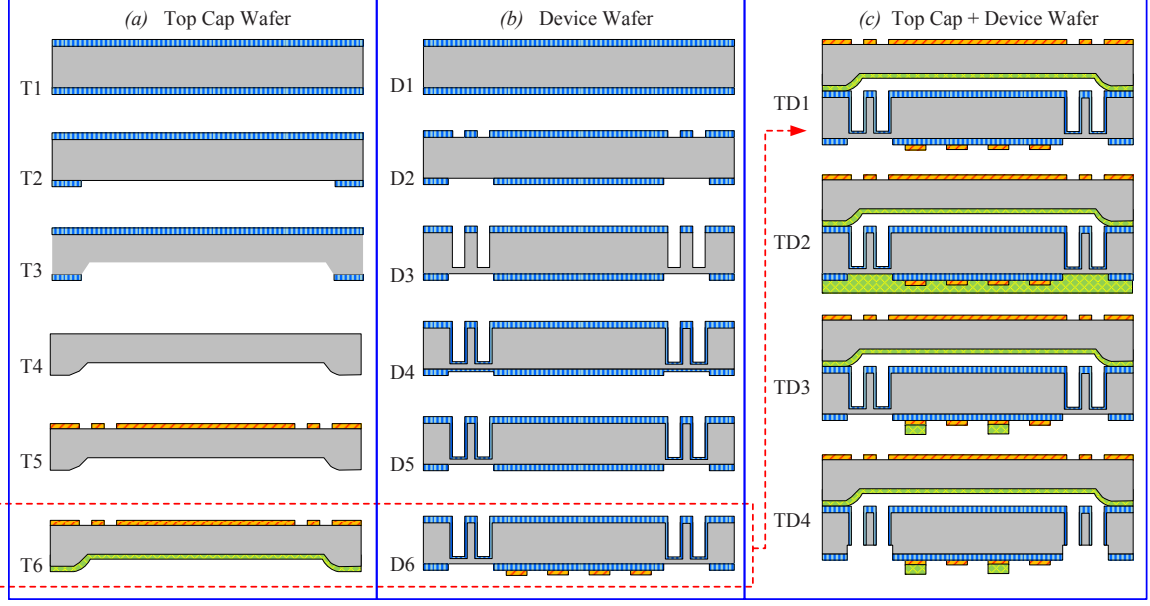 (a) Top Cap Wafer
T1
T2
T3
T4
T5
T6
(b) Device Wafer
D1
D2
D3
D4
D5
D6
(c) Top Cap + Device Wafer
TD1
TD2
TD3
TD4